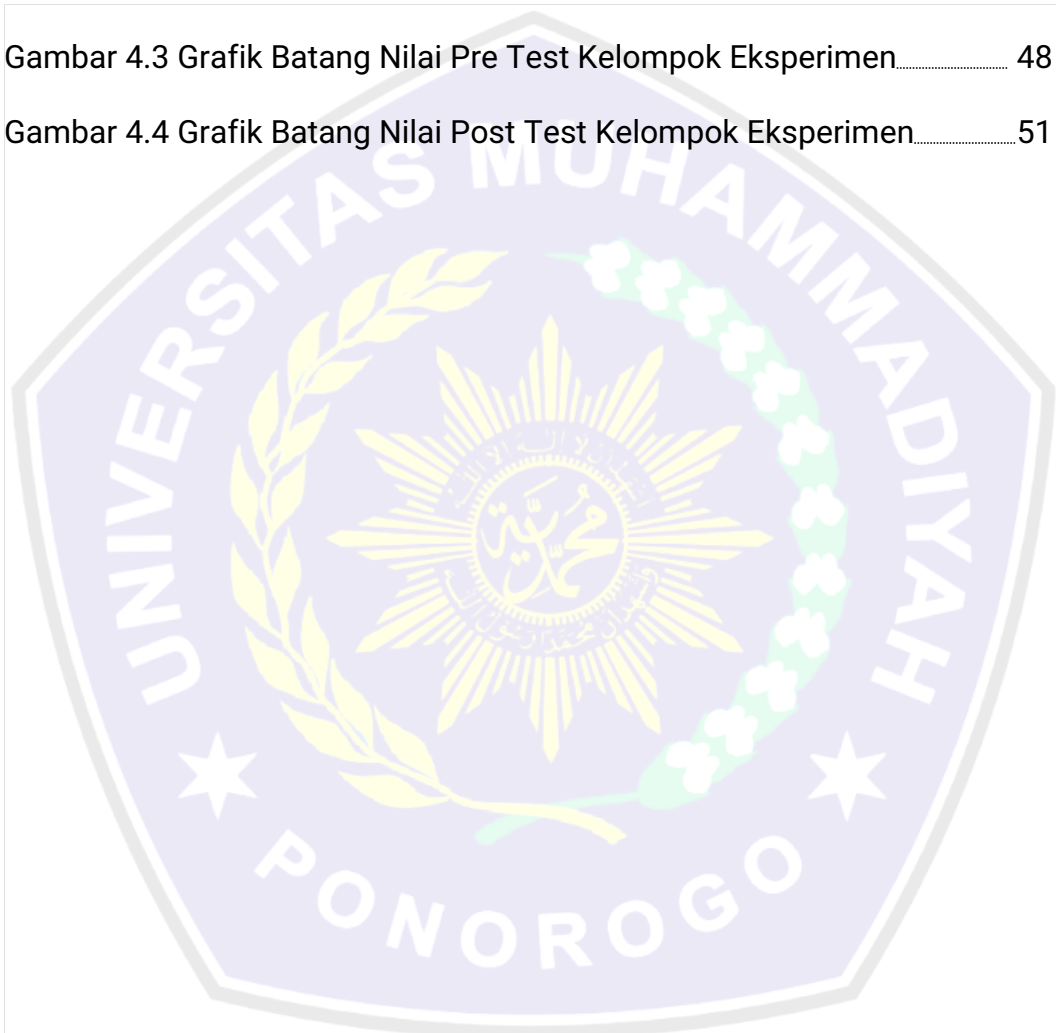 Gambar 4.3 Grafik Batang Nilai Pre Test Kelompok Eksperimen 48
Gambar 4.4 Grafik Batang Nilai Post Test Kelompok Eksperimen 51
UNIVERSITAS MUHAMMADIYAH
محمدية
PONOROGO